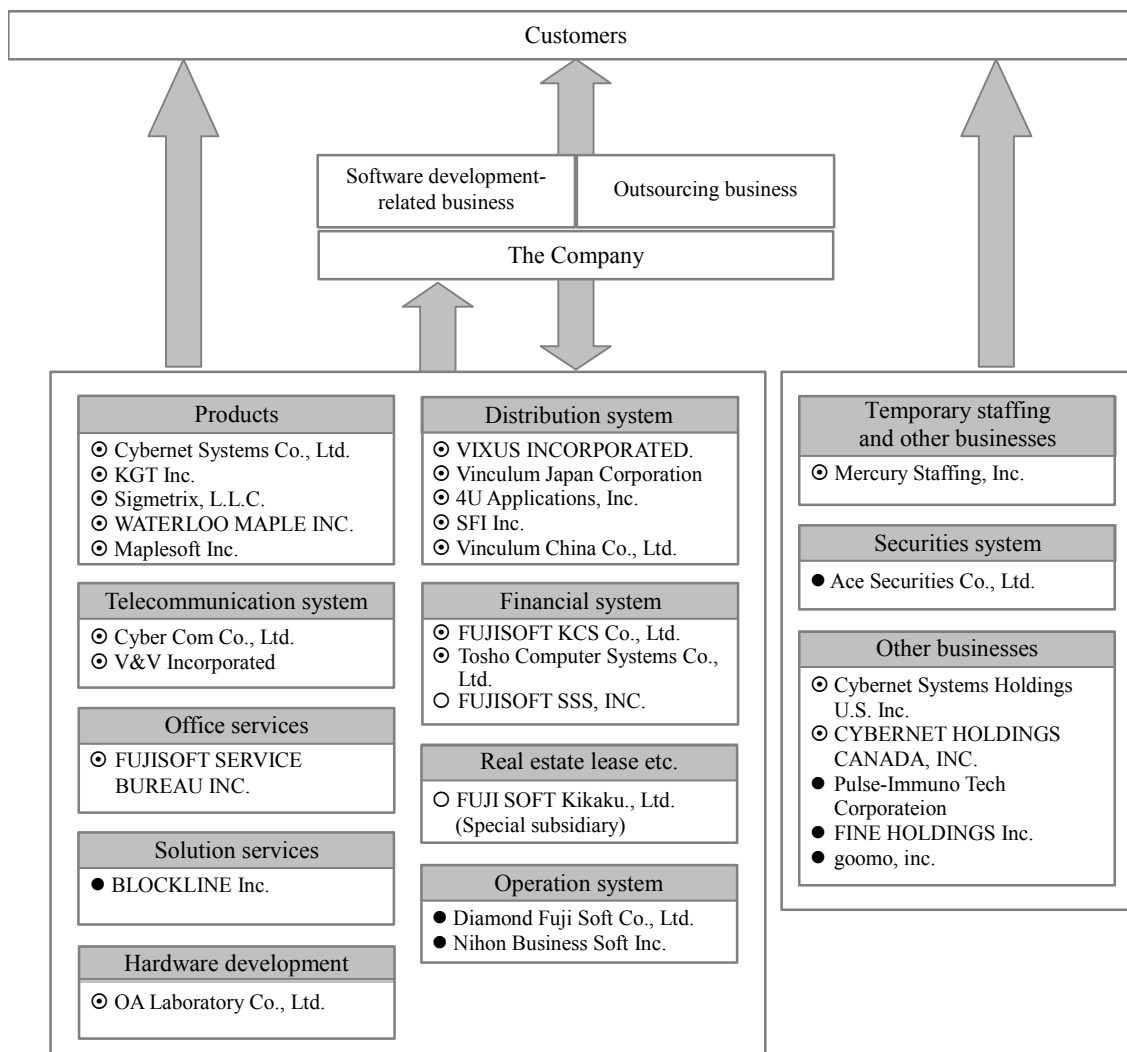 Customers
Software development-
related business
Outsourcing business
The Company
Products
⊙ Cybernet Systems Co., Ltd.
⊙ KGT Inc.
⊙ Sigmetrix, L.L.C.
⊙ WATERLOO MAPLE INC.
⊙ Maplesoft Inc.
Telecommunication system
⊙ Cyber Com Co., Ltd.
⊙ V&V Incorporated
Office services
⊙ FUJISOFT SERVICE
BUREAU INC.
Solution services
● BLOCKLINE Inc.
Hardware development
⊙ OA Laboratory Co., Ltd.
Distribution system
⊙ VIXUS INCORPORATED.
⊙ Vinculum Japan Corporation
⊙ 4U Applications, Inc.
⊙ SFI Inc.
⊙ Vinculum China Co., Ltd.
Financial system
⊙ FUJISOFT KCS Co., Ltd.
⊙ Tosho Computer Systems Co.,
Ltd.
○ FUJISOFT SSS, INC.
Real estate lease etc.
○ FUJI SOFT Kikaku., Ltd.
(Special subsidiary)
Operation system
● Diamond Fuji Soft Co., Ltd.
● Nihon Business Soft Inc.
Temporary staffing
and other businesses
⊙ Mercury Staffing, Inc.
Securities system
● Ace Securities Co., Ltd.
Other businesses
⊙ Cybernet Systems Holdings
U.S. Inc.
⊙ CYBERNET HOLDINGS
CANADA, INC.
● Pulse-Immuno Tech
Corporateion
● FINE HOLDINGS Inc.
● goomo, inc.